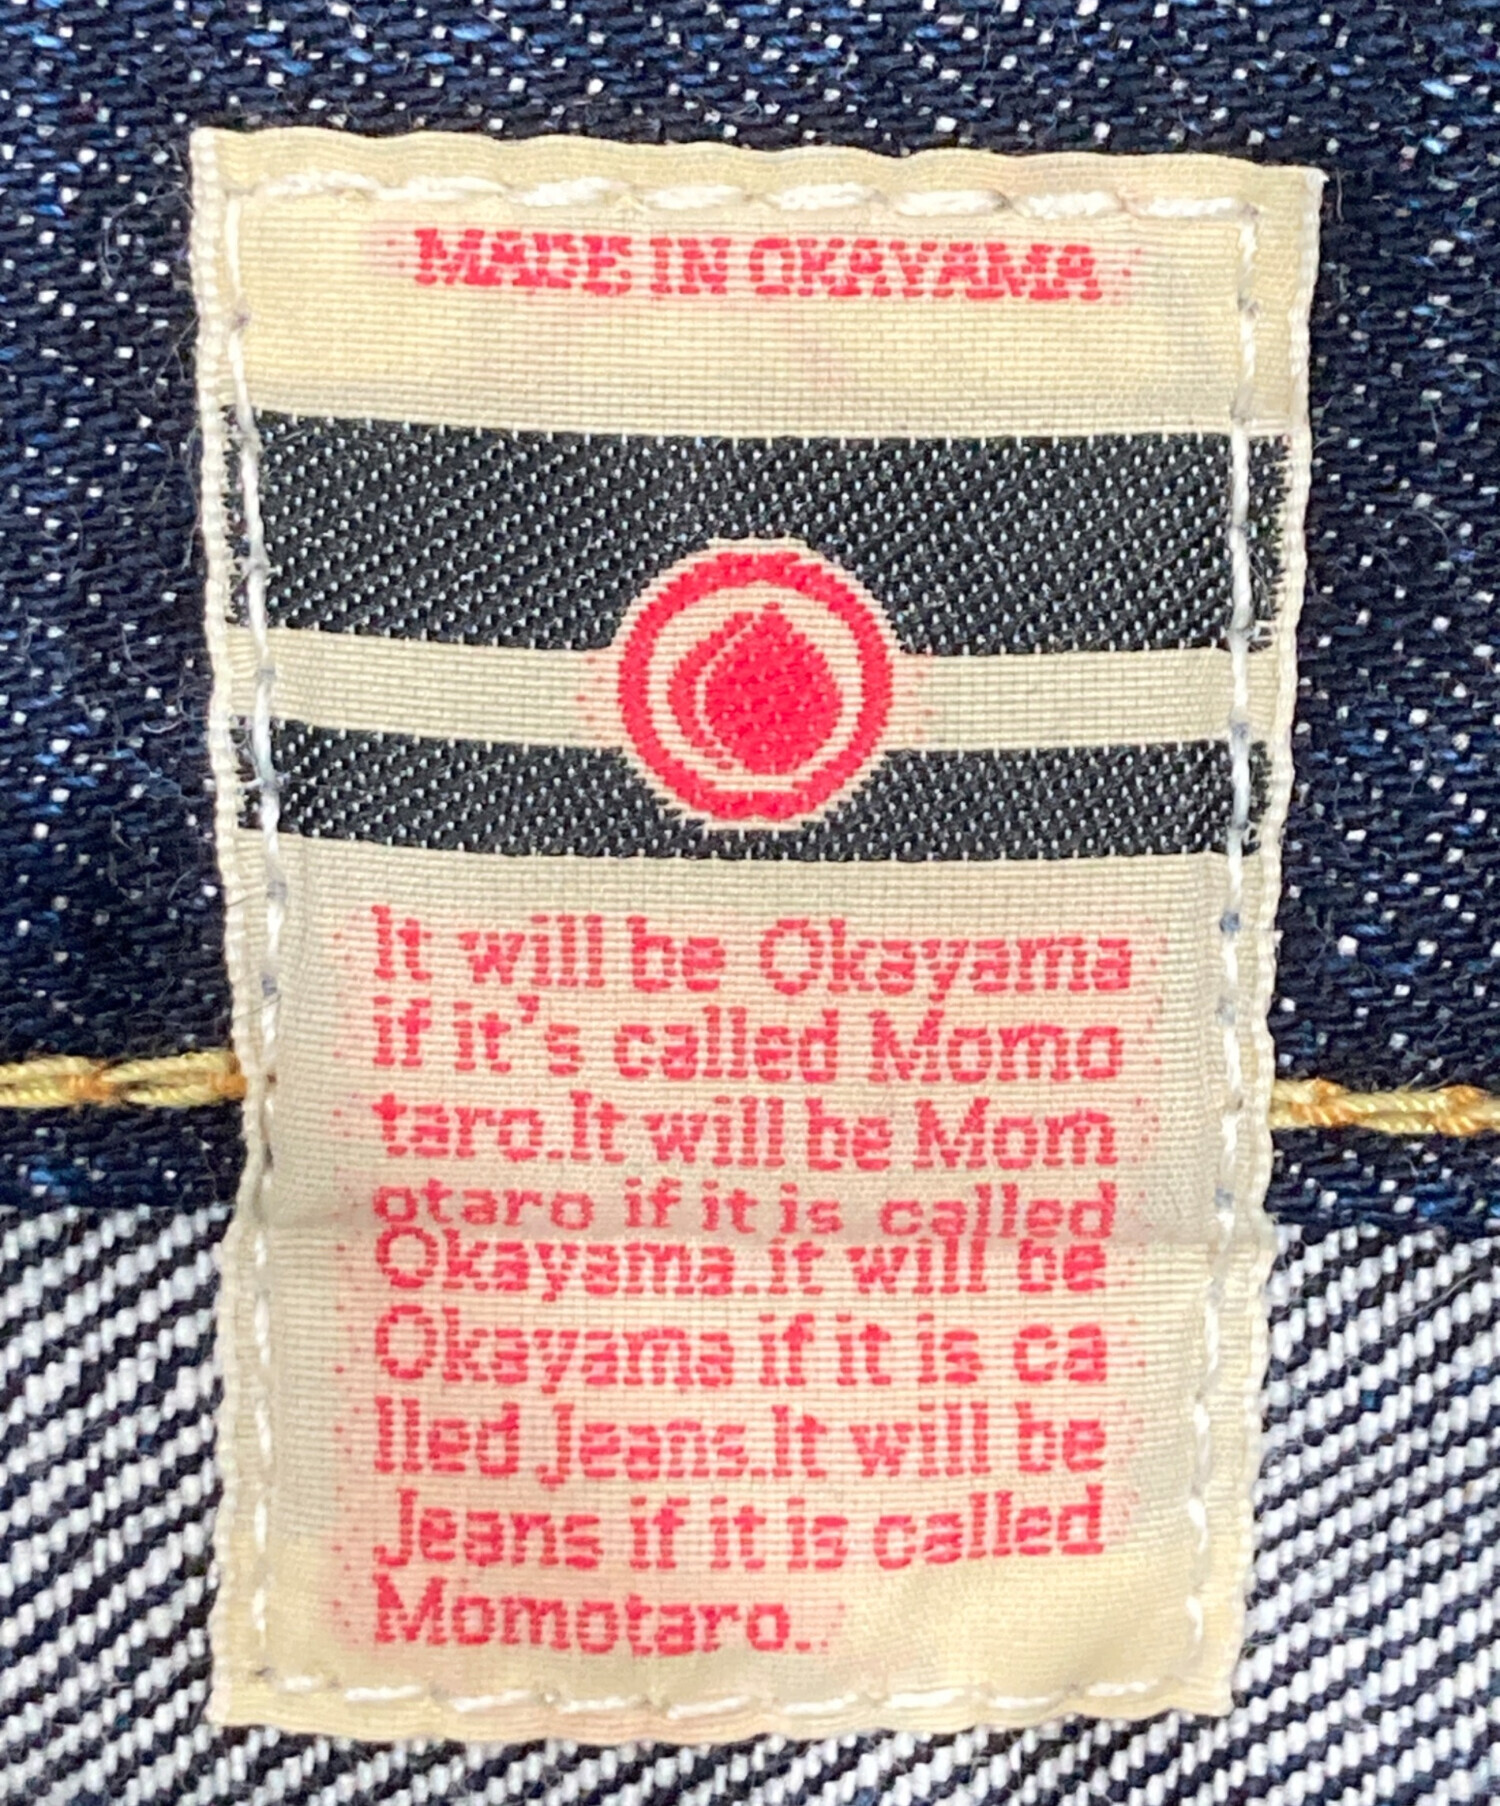 MADE IN OKAYAMA
It will be Okayama
if it's called Momo
taro.It will be Mom
otaro if it is called
Okayama.it will be
Okayama if it is ca
lled Jeans.It will be
Jeans if it is called
Momotaro.